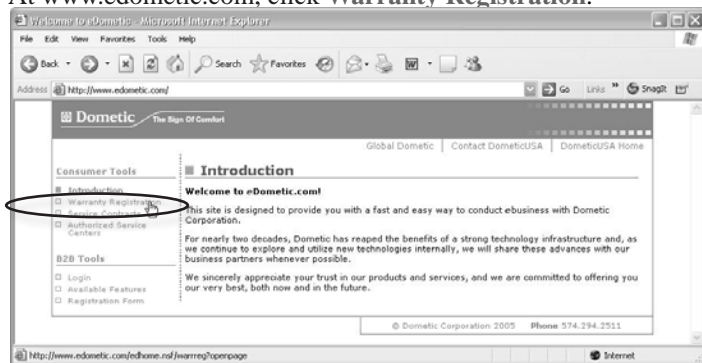 At www.edometic.com, click Warranty Registration.
Welcome to eDometic - Microsoft Internet Explorer
File Edit View Favorites Tools Help
Back Search Favorites
Address http://www.edometic.com/ Go Links » SnagIt
Dometic The Sign Of Comfort
Global Dometic Contact DometicUSA DometicUSA Home
Consumer Tools
Introduction
Warranty Registration
Service Contracts
Authorized Service
Centers
B2B Tools
Login
Available Features
Registration Form
Introduction
Welcome to eDometic.com!
This site is designed to provide you with a fast and easy way to conduct ebusiness with Dometic
Corporation.
For nearly two decades, Dometic has reaped the benefits of a strong technology infrastructure and, as
we continue to explore and utilize new technologies internally, we will share these advances with our
business partners whenever possible.
We sincerely appreciate your trust in our products and services, and we are committed to offering you
our very best, both now and in the future.
© Dometic Corporation 2005 Phone 574.294.2511
http://www.edometic.com/edhome.nsf/warrreg?openpage Internet